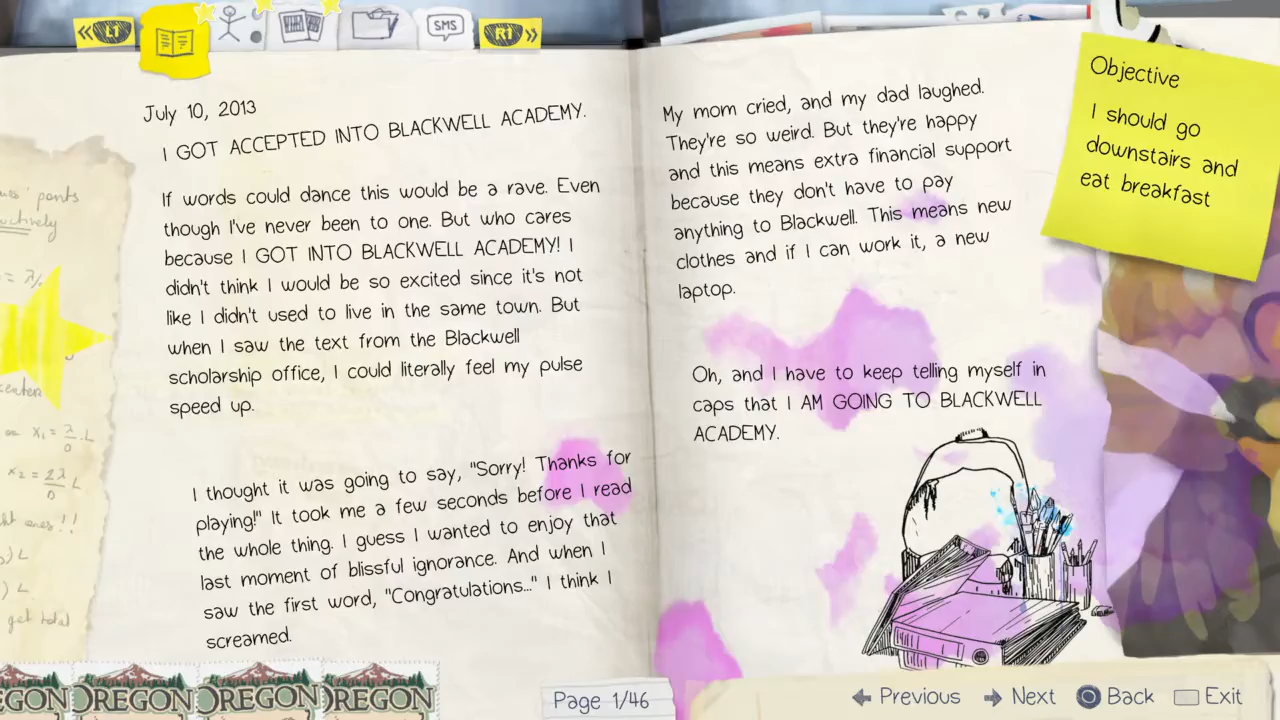 L1
SMS
R1
July 10, 2013
I GOT ACCEPTED INTO BLACKWELL ACADEMY.
If words could dance this would be a rave. Even
though I've never been to one. But who cares
because I GOT INTO BLACKWELL ACADEMY! I
didn't think I would be so excited since it's not
like I didn't used to live in the same town. But
when I saw the text from the Blackwell
scholarship office, I could literally feel my pulse
speed up.
I thought it was going to say, "Sorry! Thanks for
playing!" It took me a few seconds before I read
the whole thing. I guess I wanted to enjoy that
last moment of blissful ignorance. And when I
saw the first word, "Congratulations..." I think I
screamed.
My mom cried, and my dad laughed.
They're so weird. But they're happy
and this means extra financial support
because they don't have to pay
anything to Blackwell. This means new
clothes and if I can work it, a new
laptop.
Oh, and I have to keep telling myself in
caps that I AM GOING TO BLACKWELL
ACADEMY.
Objective
I should go
downstairs and
eat breakfast
pants
get total
OREGON OREGON OREGON
Page 1/46
Previous
Next
Back
Exit